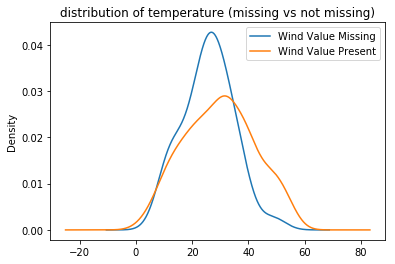 distribution of temperature (missing vs not missing)
Wind Value Missing
Wind Value Present
Density
0.04
0.03
0.02
0.01
0.00
−20 0 20 40 60 80